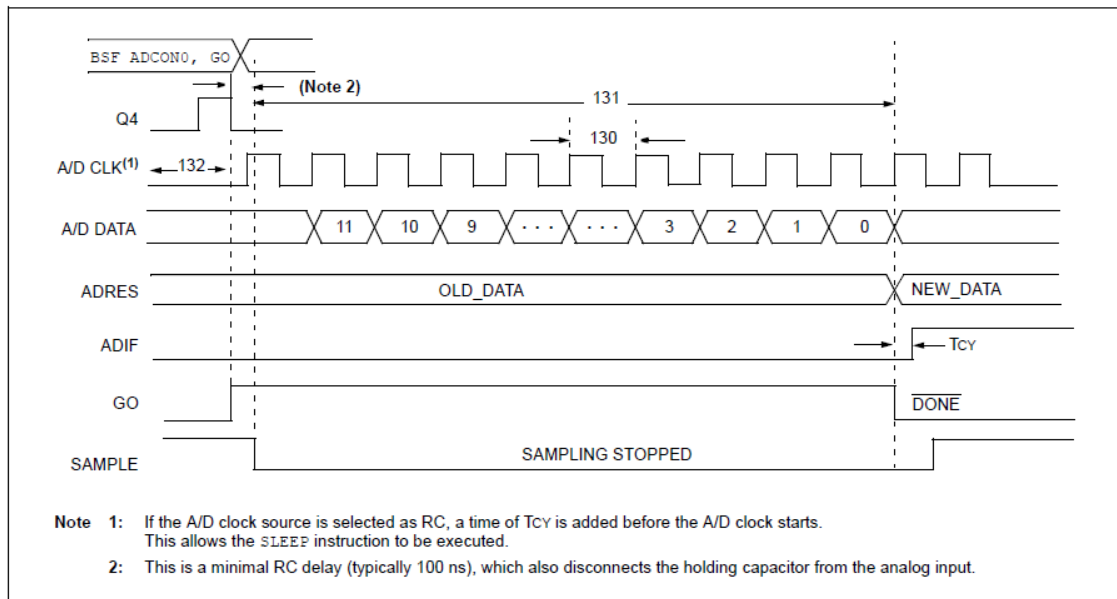 BSF ADCON0, GO
(Note 2)
131
Q4
130
A/D CLK(1)
132
A/D DATA
11 10 9 · · · · · · 3 2 1 0
ADRES
OLD_DATA
NEW_DATA
ADIF
TCY
GO
DONE
SAMPLE
SAMPLING STOPPED
Note 1: If the A/D clock source is selected as RC, a time of TCY is added before the A/D clock starts.
This allows the SLEEP instruction to be executed.
2: This is a minimal RC delay (typically 100 ns), which also disconnects the holding capacitor from the analog input.